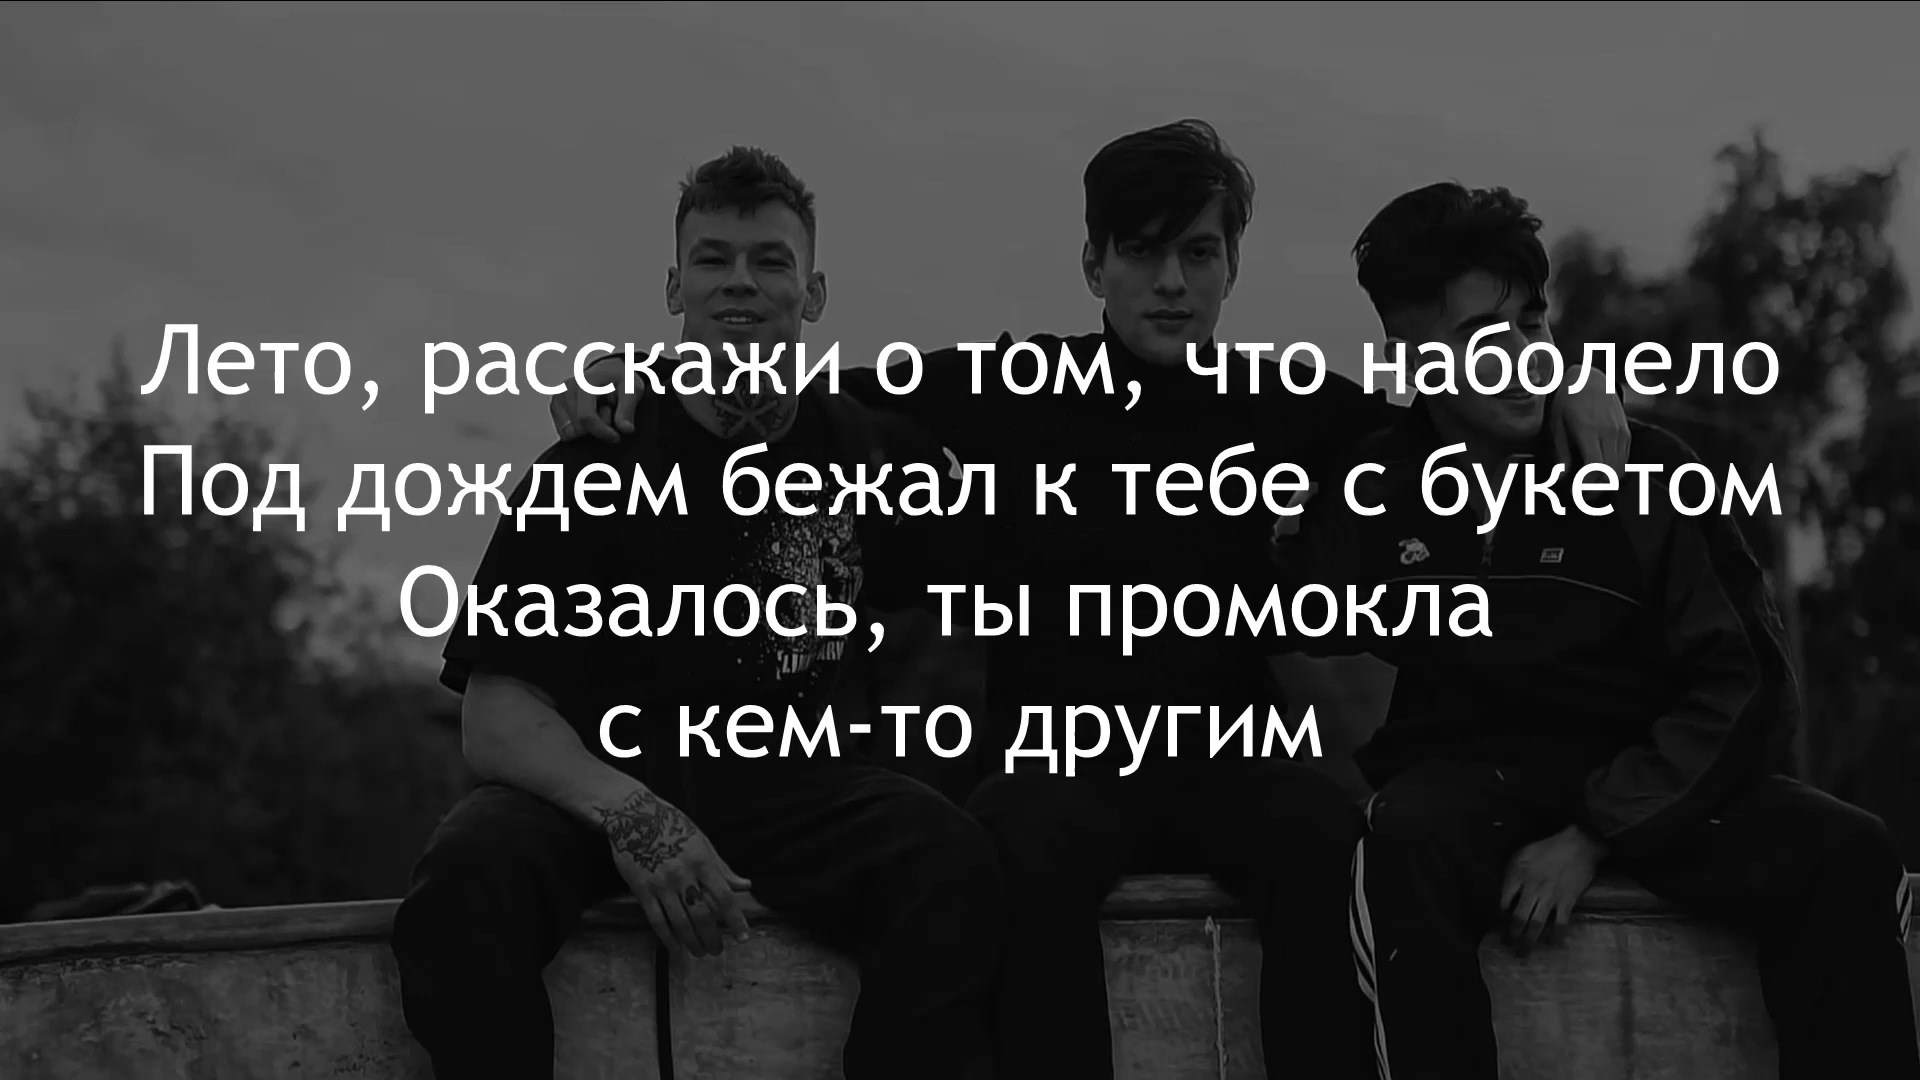 Лето, расскажи о том, что наболело
Под дождем бежал к тебе с букетом
Оказалось, ты промокла
с кем-то другим